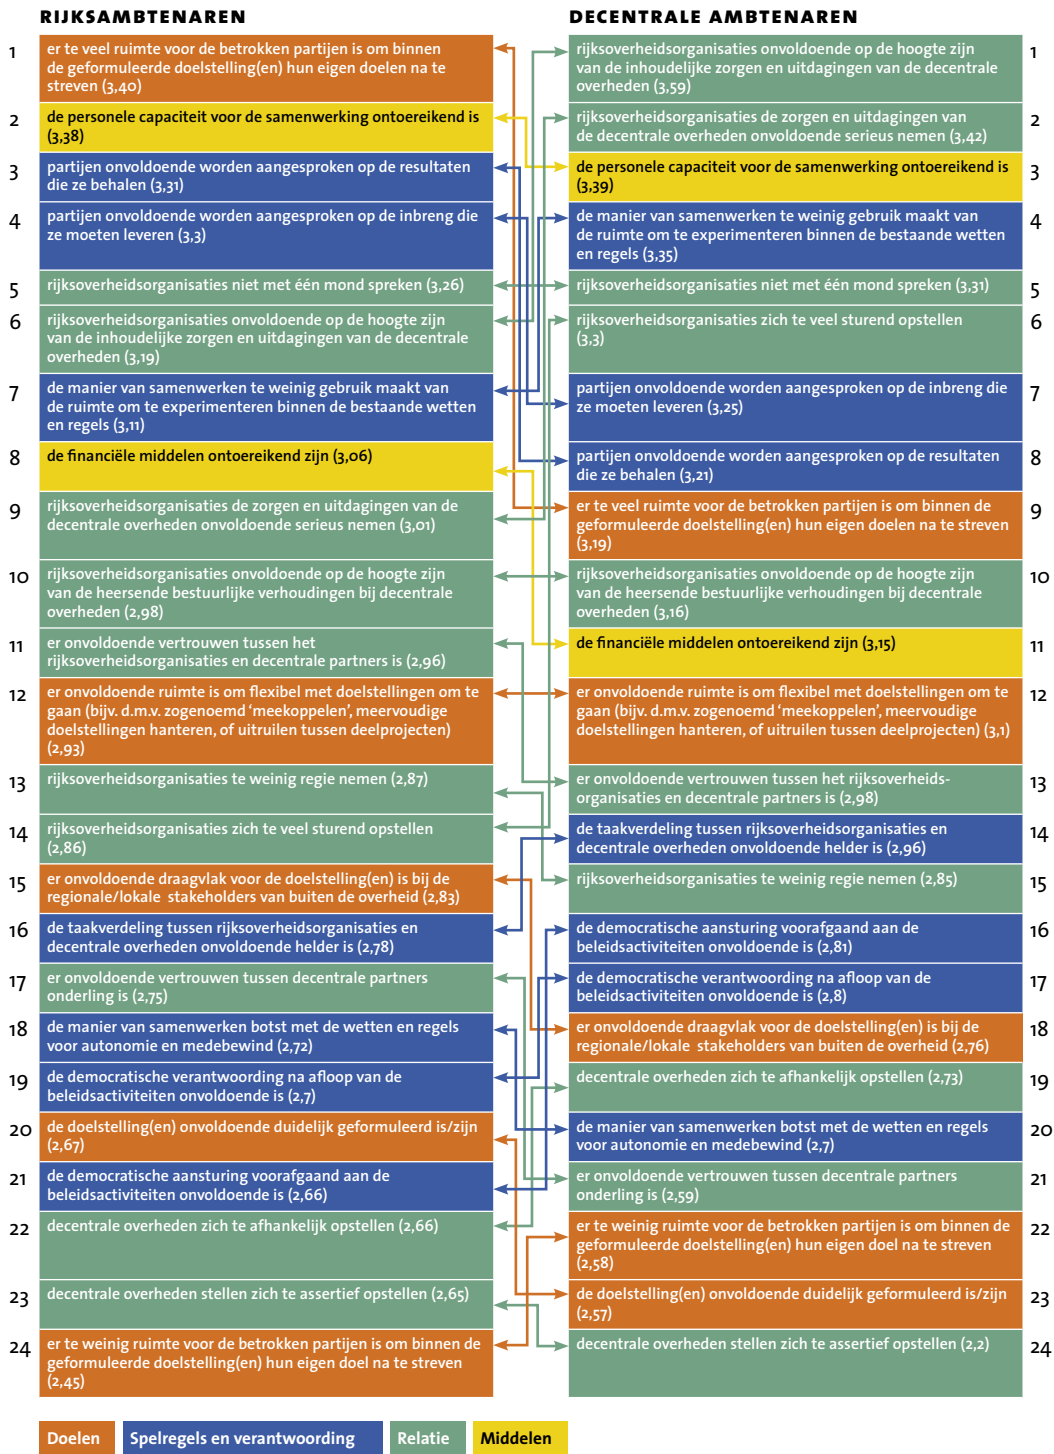 RIJKSAMBTENAREN
1
er te veel ruimte voor de betrokken partijen is om binnen
de geformuleerde doelstelling(en) hun eigen doelen na te
streven (3,40)
2
de personele capaciteit voor de samenwerking ontoereikend is
(3,38)
3
partijen onvoldoende worden aangesproken op de resultaten
die ze behalen (3,31)
4
partijen onvoldoende worden aangesproken op de inbreng die
ze moeten leveren (3,3)
5
rijksoverheidsorganisaties niet met één mond spreken (3,26)
6
rijksoverheidsorganisaties onvoldoende op de hoogte zijn
van de inhoudelijke zorgen en uitdagingen van de decentrale
overheden (3,19)
7
de manier van samenwerken te weinig gebruik maakt van
de ruimte om te experimenteren binnen de bestaande wetten
en regels (3,11)
8
de financiële middelen ontoereikend zijn (3,06)
9
rijksoverheidsorganisaties de zorgen en uitdagingen van de
decentrale overheden onvoldoende serieus nemen (3,01)
10
rijksoverheidsorganisaties onvoldoende op de hoogte zijn
van de heersende bestuurlijke verhoudingen bij decentrale
overheden (2,98)
11
er onvoldoende vertrouwen tussen het
rijksoverheidsorganisaties en decentrale partners is (2,96)
12
er onvoldoende ruimte is om flexibel met doelstellingen om te
gaan (bijv. d.m.v. zogenoemd ‘meekoppelen’, meervoudige
doelstellingen hanteren, of uitruilen tussen deelprojecten)
(2,93)
13
rijksoverheidsorganisaties te weinig regie nemen (2,87)
14
rijksoverheidsorganisaties zich te veel sturend opstellen
(2,86)
15
er onvoldoende draagvlak voor de doelstelling(en) is bij de
regionale/lokale stakeholders van buiten de overheid (2,83)
16
de taakverdeling tussen rijksoverheidsorganisaties en
decentrale overheden onvoldoende helder is (2,78)
17
er onvoldoende vertrouwen tussen decentrale partners
onderling is (2,75)
18
de manier van samenwerken botst met de wetten en regels
voor autonomie en medebewind (2,72)
19
de democratische verantwoording na afloop van de
beleidsactiviteiten onvoldoende is (2,7)
20
de doelstelling(en) onvoldoende duidelijk geformuleerd is/zijn
(2,67)
21
de democratische aansturing voorafgaand aan de
beleidsactiviteiten onvoldoende is (2,66)
22
decentrale overheden zich te afhankelijk opstellen (2,66)
23
decentrale overheden stellen zich te assertief opstellen (2,65)
24
er te weinig ruimte voor de betrokken partijen is om binnen de
geformuleerde doelstelling(en) hun eigen doel na te streven
(2,45)
DECENTRALE AMBTENAREN
rijksoverheidsorganisaties onvoldoende op de hoogte zijn
van de inhoudelijke zorgen en uitdagingen van de decentrale
overheden (3,59)
1
rijksoverheidsorganisaties de zorgen en uitdagingen van
de decentrale overheden onvoldoende serieus nemen (3,42)
2
de personele capaciteit voor de samenwerking ontoereikend is
(3,39)
3
de manier van samenwerken te weinig gebruik maakt van
de ruimte om te experimenteren binnen de bestaande wetten
en regels (3,35)
4
rijksoverheidsorganisaties niet met één mond spreken (3,31)
5
rijksoverheidsorganisaties zich te veel sturend opstellen
(3,3)
6
partijen onvoldoende worden aangesproken op de inbreng die
ze moeten leveren (3,25)
7
partijen onvoldoende worden aangesproken op de resultaten
die ze behalen (3,21)
8
er te veel ruimte voor de betrokken partijen is om binnen de
geformuleerde doelstelling(en) hun eigen doelen na te streven
(3,19)
9
rijksoverheidsorganisaties onvoldoende op de hoogte zijn
van de heersende bestuurlijke verhoudingen bij decentrale
overheden (3,16)
10
de financiële middelen ontoereikend zijn (3,15)
11
er onvoldoende ruimte is om flexibel met doelstellingen om te
gaan (bijv. d.m.v. zogenoemd ‘meekoppelen’, meervoudige
doelstellingen hanteren, of uitruilen tussen deelprojecten) (3,1)
12
er onvoldoende vertrouwen tussen het rijksoverheids-
organisaties en decentrale partners is (2,98)
13
de taakverdeling tussen rijksoverheidsorganisaties en
decentrale overheden onvoldoende helder is (2,96)
14
rijksoverheidsorganisaties te weinig regie nemen (2,85)
15
de democratische aansturing voorafgaand aan de
beleidsactiviteiten onvoldoende is (2,81)
16
de democratische verantwoording na afloop van de
beleidsactiviteiten onvoldoende is (2,8)
17
er onvoldoende draagvlak voor de doelstelling(en) is bij de
regionale/lokale stakeholders van buiten de overheid (2,76)
18
decentrale overheden zich te afhankelijk opstellen (2,73)
19
de manier van samenwerken botst met de wetten en regels
voor autonomie en medebewind (2,7)
20
er onvoldoende vertrouwen tussen decentrale partners
onderling is (2,59)
21
er te weinig ruimte voor de betrokken partijen is om binnen de
geformuleerde doelstelling(en) hun eigen doel na te streven
(2,58)
22
de doelstelling(en) onvoldoende duidelijk geformuleerd is/zijn
(2,57)
23
decentrale overheden stellen zich te assertief opstellen (2,2)
24
Doelen
Spelregels en verantwoording
Relatie
Middelen